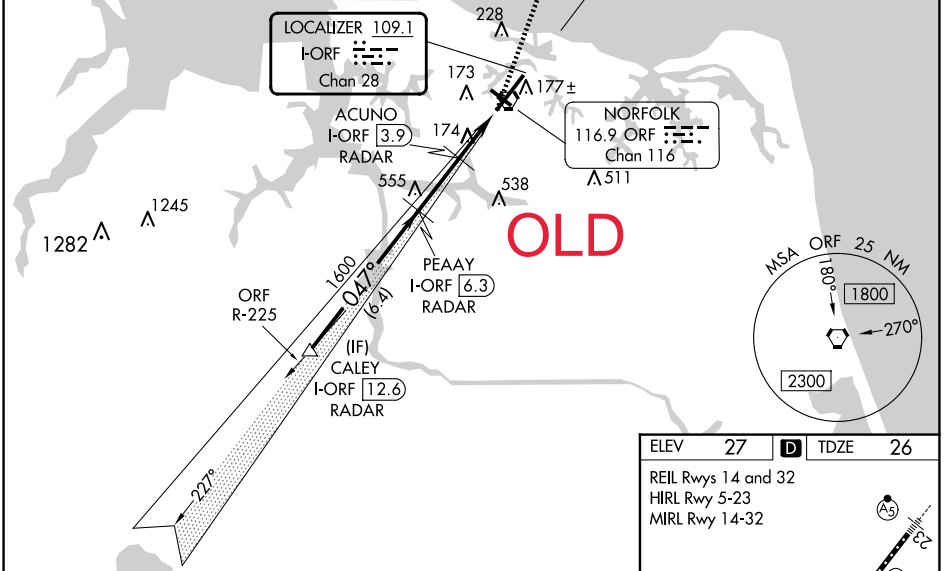 LOCALIZER 109.1
I-ORF
Chan 28
228
173
177±
NORFOLK
116.9 ORF
Chan 116
ACUNO
I-ORF 3.9
RADAR
174
555
538
511
OLD
1245
1282
PEAAY
I-ORF 6.3
RADAR
1600
047°
(6.4)
ORF
R-225
(IF)
CALEY
I-ORF 12.6
RADAR
227°
MSA ORF 25 NM
180°
1800
270°
2300
ELEV 27 D TDZE 26
REIL Rwys 14 and 32
HIRL Rwy 5-23
MIRL Rwy 14-32
A5
23